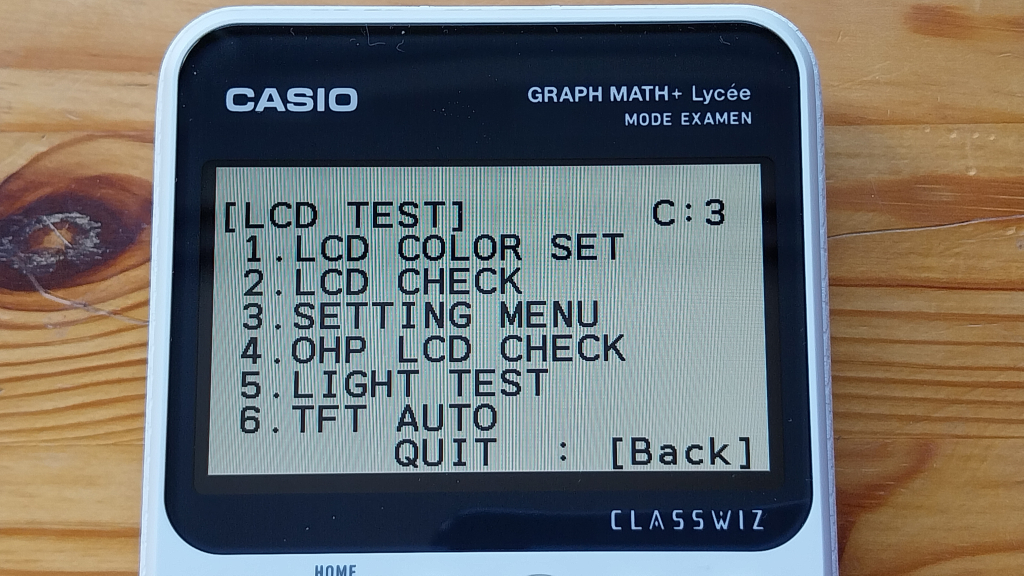 CASIO
GRAPH MATH+ Lycée
MODE EXAMEN
[LCD TEST] C:3
1.LCD COLOR SET
2.LCD CHECK
3.SETTING MENU
4.OHP LCD CHECK
5.LIGHT TEST
6.TFT AUTO
QUIT : [Back]
CLASSWIZ
HOME